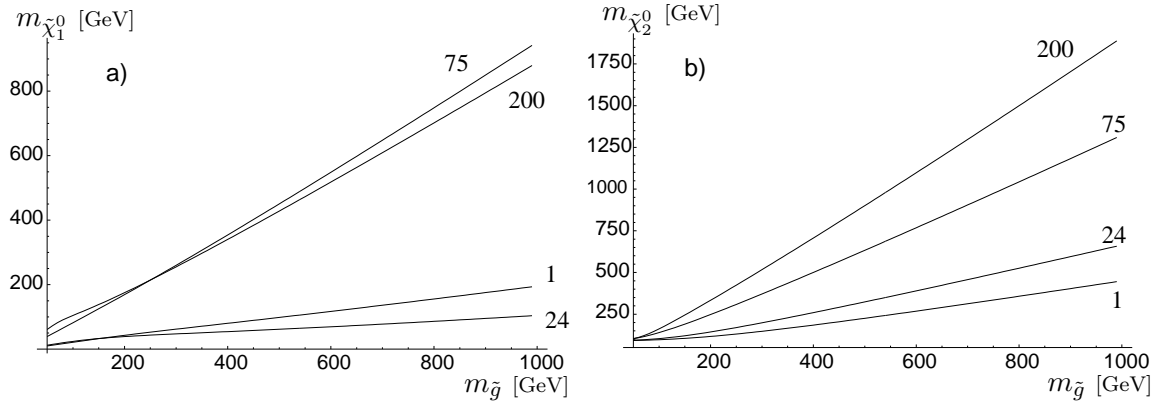 m_{\tilde{\chi}_1^0} [GeV]
a)
800
600
400
200
75
200
1
24
200 400 600 800 1000
m_{\tilde{g}} [GeV]
m_{\tilde{\chi}_2^0} [GeV]
b)
1750
1500
1250
1000
750
500
250
200
75
24
1
200 400 600 800 1000
m_{\tilde{g}} [GeV]